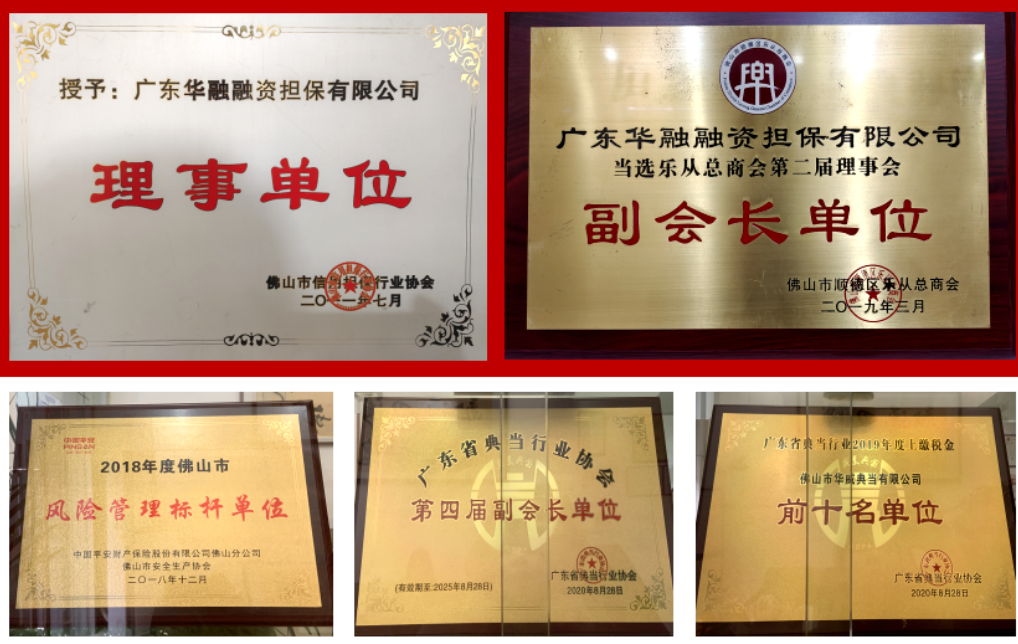 授予：广东华融融资担保有限公司
理事单位
佛山市信用担保行业协会
二〇二一年七月
广东华融融资担保有限公司
当选乐从总商会第二届理事会
副会长单位
佛山市顺德区乐从总商会
二〇一九年三月
中国平安
PING AN
2018年度佛山市
风险管理标杆单位
中国平安财产保险股份有限公司佛山分公司
佛山市安全生产协会
二〇一八年十二月
广东省典当行业协会
第四届副会长单位
(有效期至:2025年8月28日)
广东省典当行业协会
2020年8月28日
广东省典当行业2019年度上缴税金
佛山市华盛典当有限公司
前十名单位
广东省典当行业协会
2020年8月28日